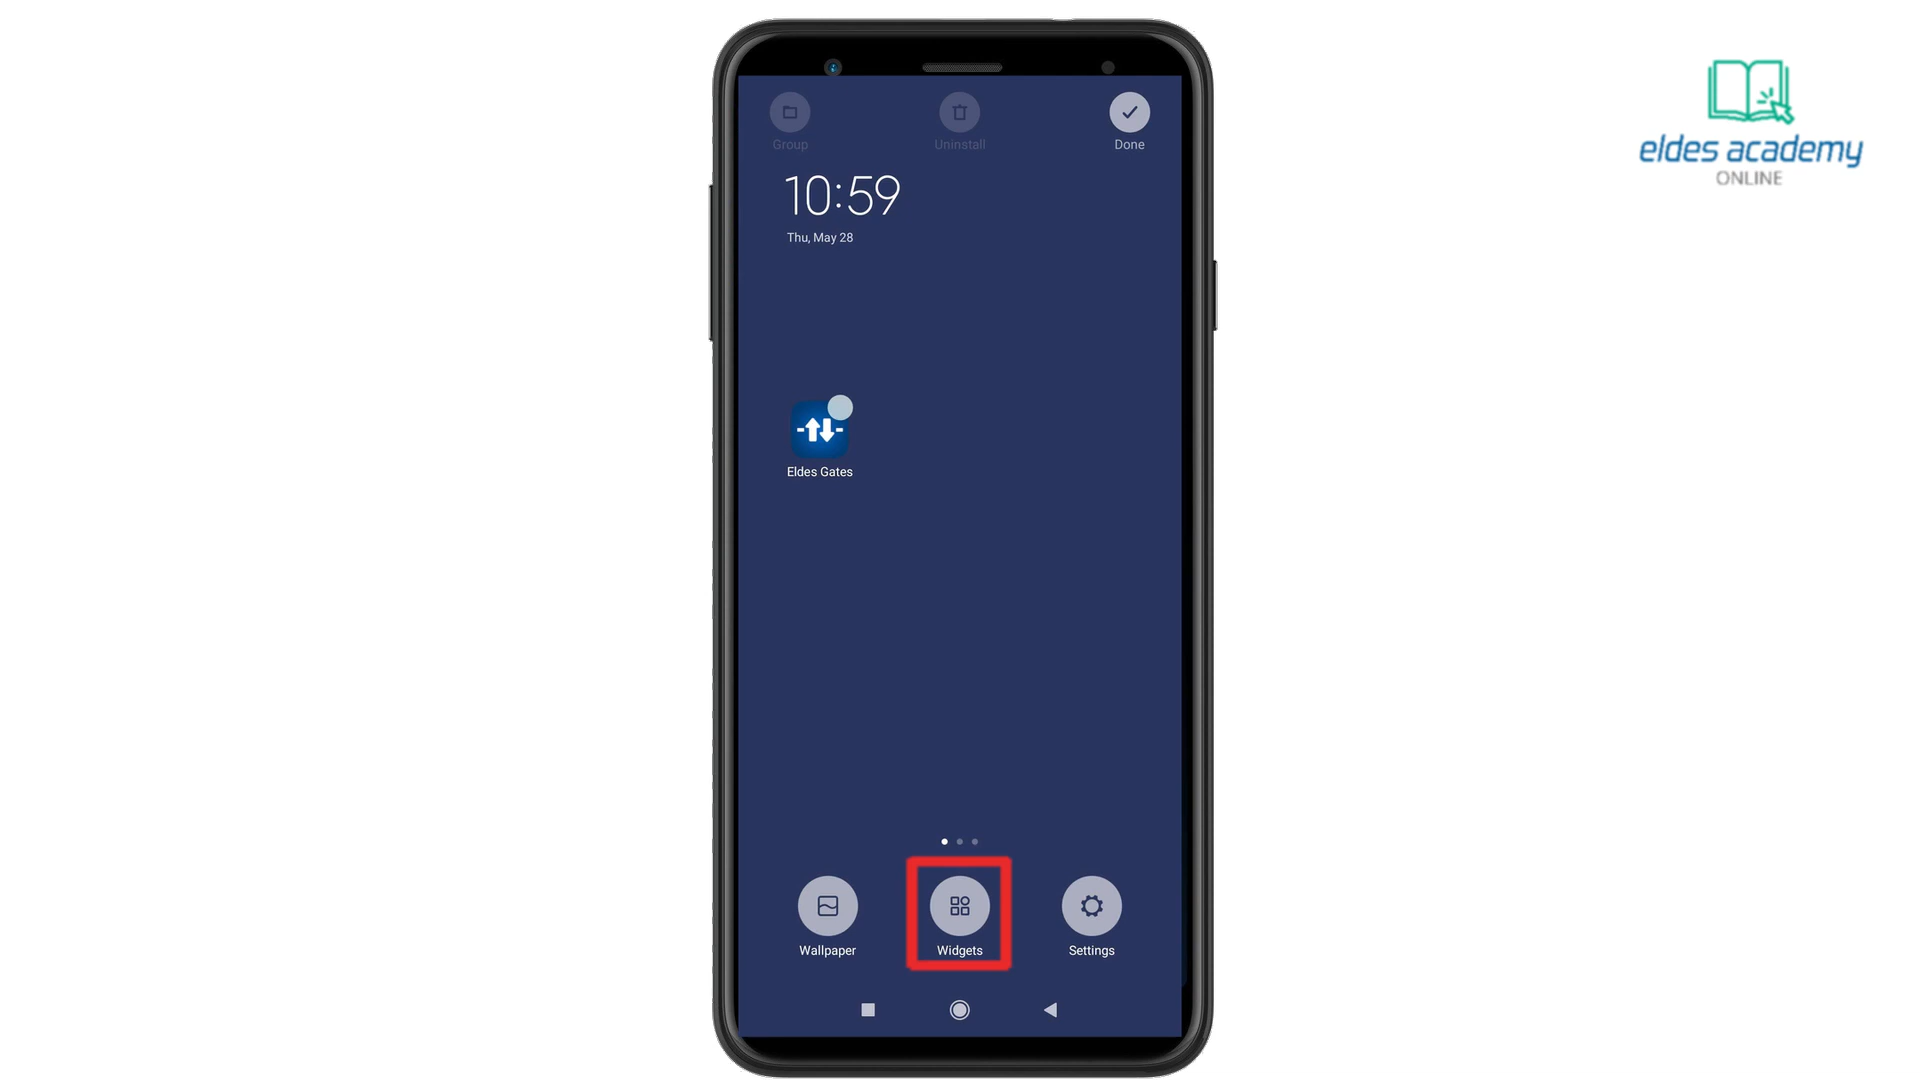 Group
Uninstall
Done
10:59
Thu, May 28
Eldes Gates
Wallpaper
Widgets
Settings
eldes academy
ONLINE